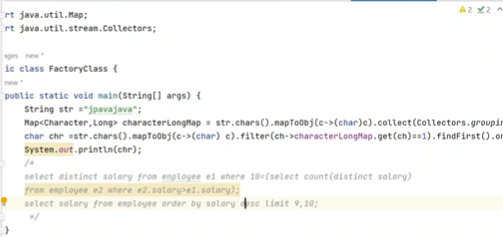 2 2
rt java.util.Map;
rt java.util.stream.Collectors;
ages new *
ic class FactoryClass {
new *
public static void main(String[] args) {
String str ="jpavajava";
Map<Character,Long> characterLongMap = str.chars().mapToObj(c->(char)c).collect(Collectors.groupin
char chr =str.chars().mapToObj(c->(char) c).filter(ch->characterLongMap.get(ch)==1).findFirst().o
System.out.println(chr);
/*
select distinct salary from employee e1 where 10=(select count(distinct salary)
from employee e2 where e2.salary>e1.salary);
select salary from employee order by salary desc limit 9,10;
*/
}